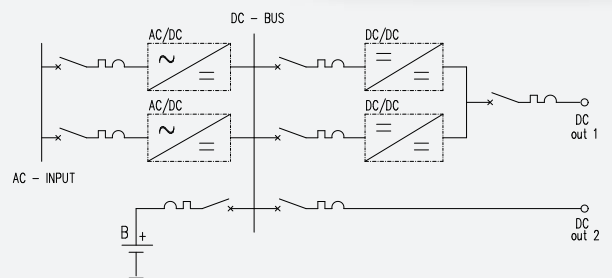 DC - BUS
AC/DC
DC/DC
AC/DC
DC/DC
DC
out 1
AC - INPUT
DC
out 2
B +